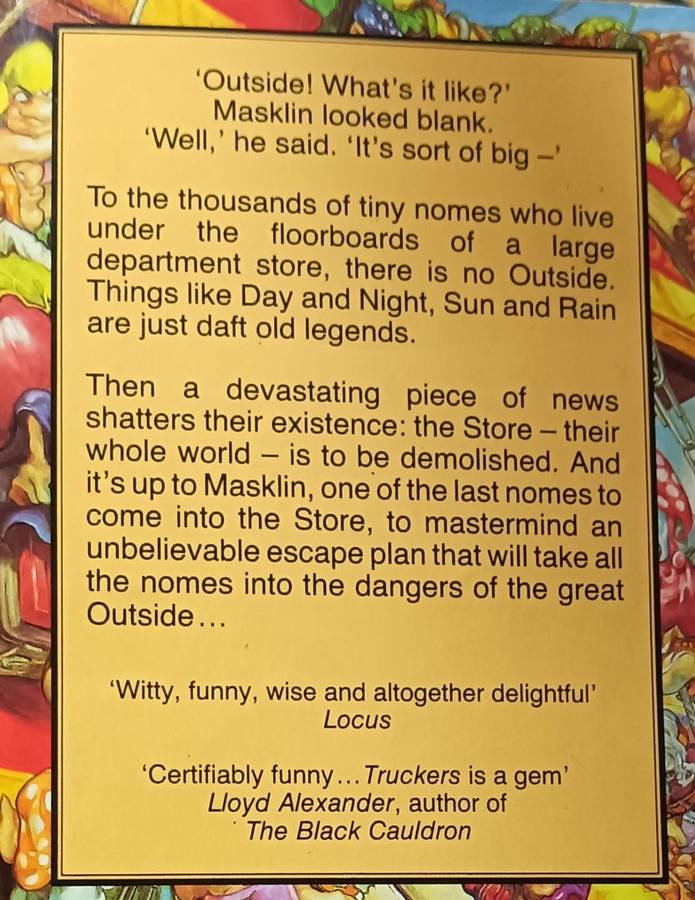 ‘Outside! What’s it like?’
Masklin looked blank.
‘Well,’ he said. ‘It’s sort of big –’
To the thousands of tiny nomes who live
under the floorboards of a large
department store, there is no Outside.
Things like Day and Night, Sun and Rain
are just daft old legends.
Then a devastating piece of news
shatters their existence: the Store – their
whole world – is to be demolished. And
it’s up to Masklin, one of the last nomes to
come into the Store, to mastermind an
unbelievable escape plan that will take all
the nomes into the dangers of the great
Outside...
‘Witty, funny, wise and altogether delightful’
Locus
‘Certifiably funny...Truckers is a gem’
Lloyd Alexander, author of
The Black Cauldron